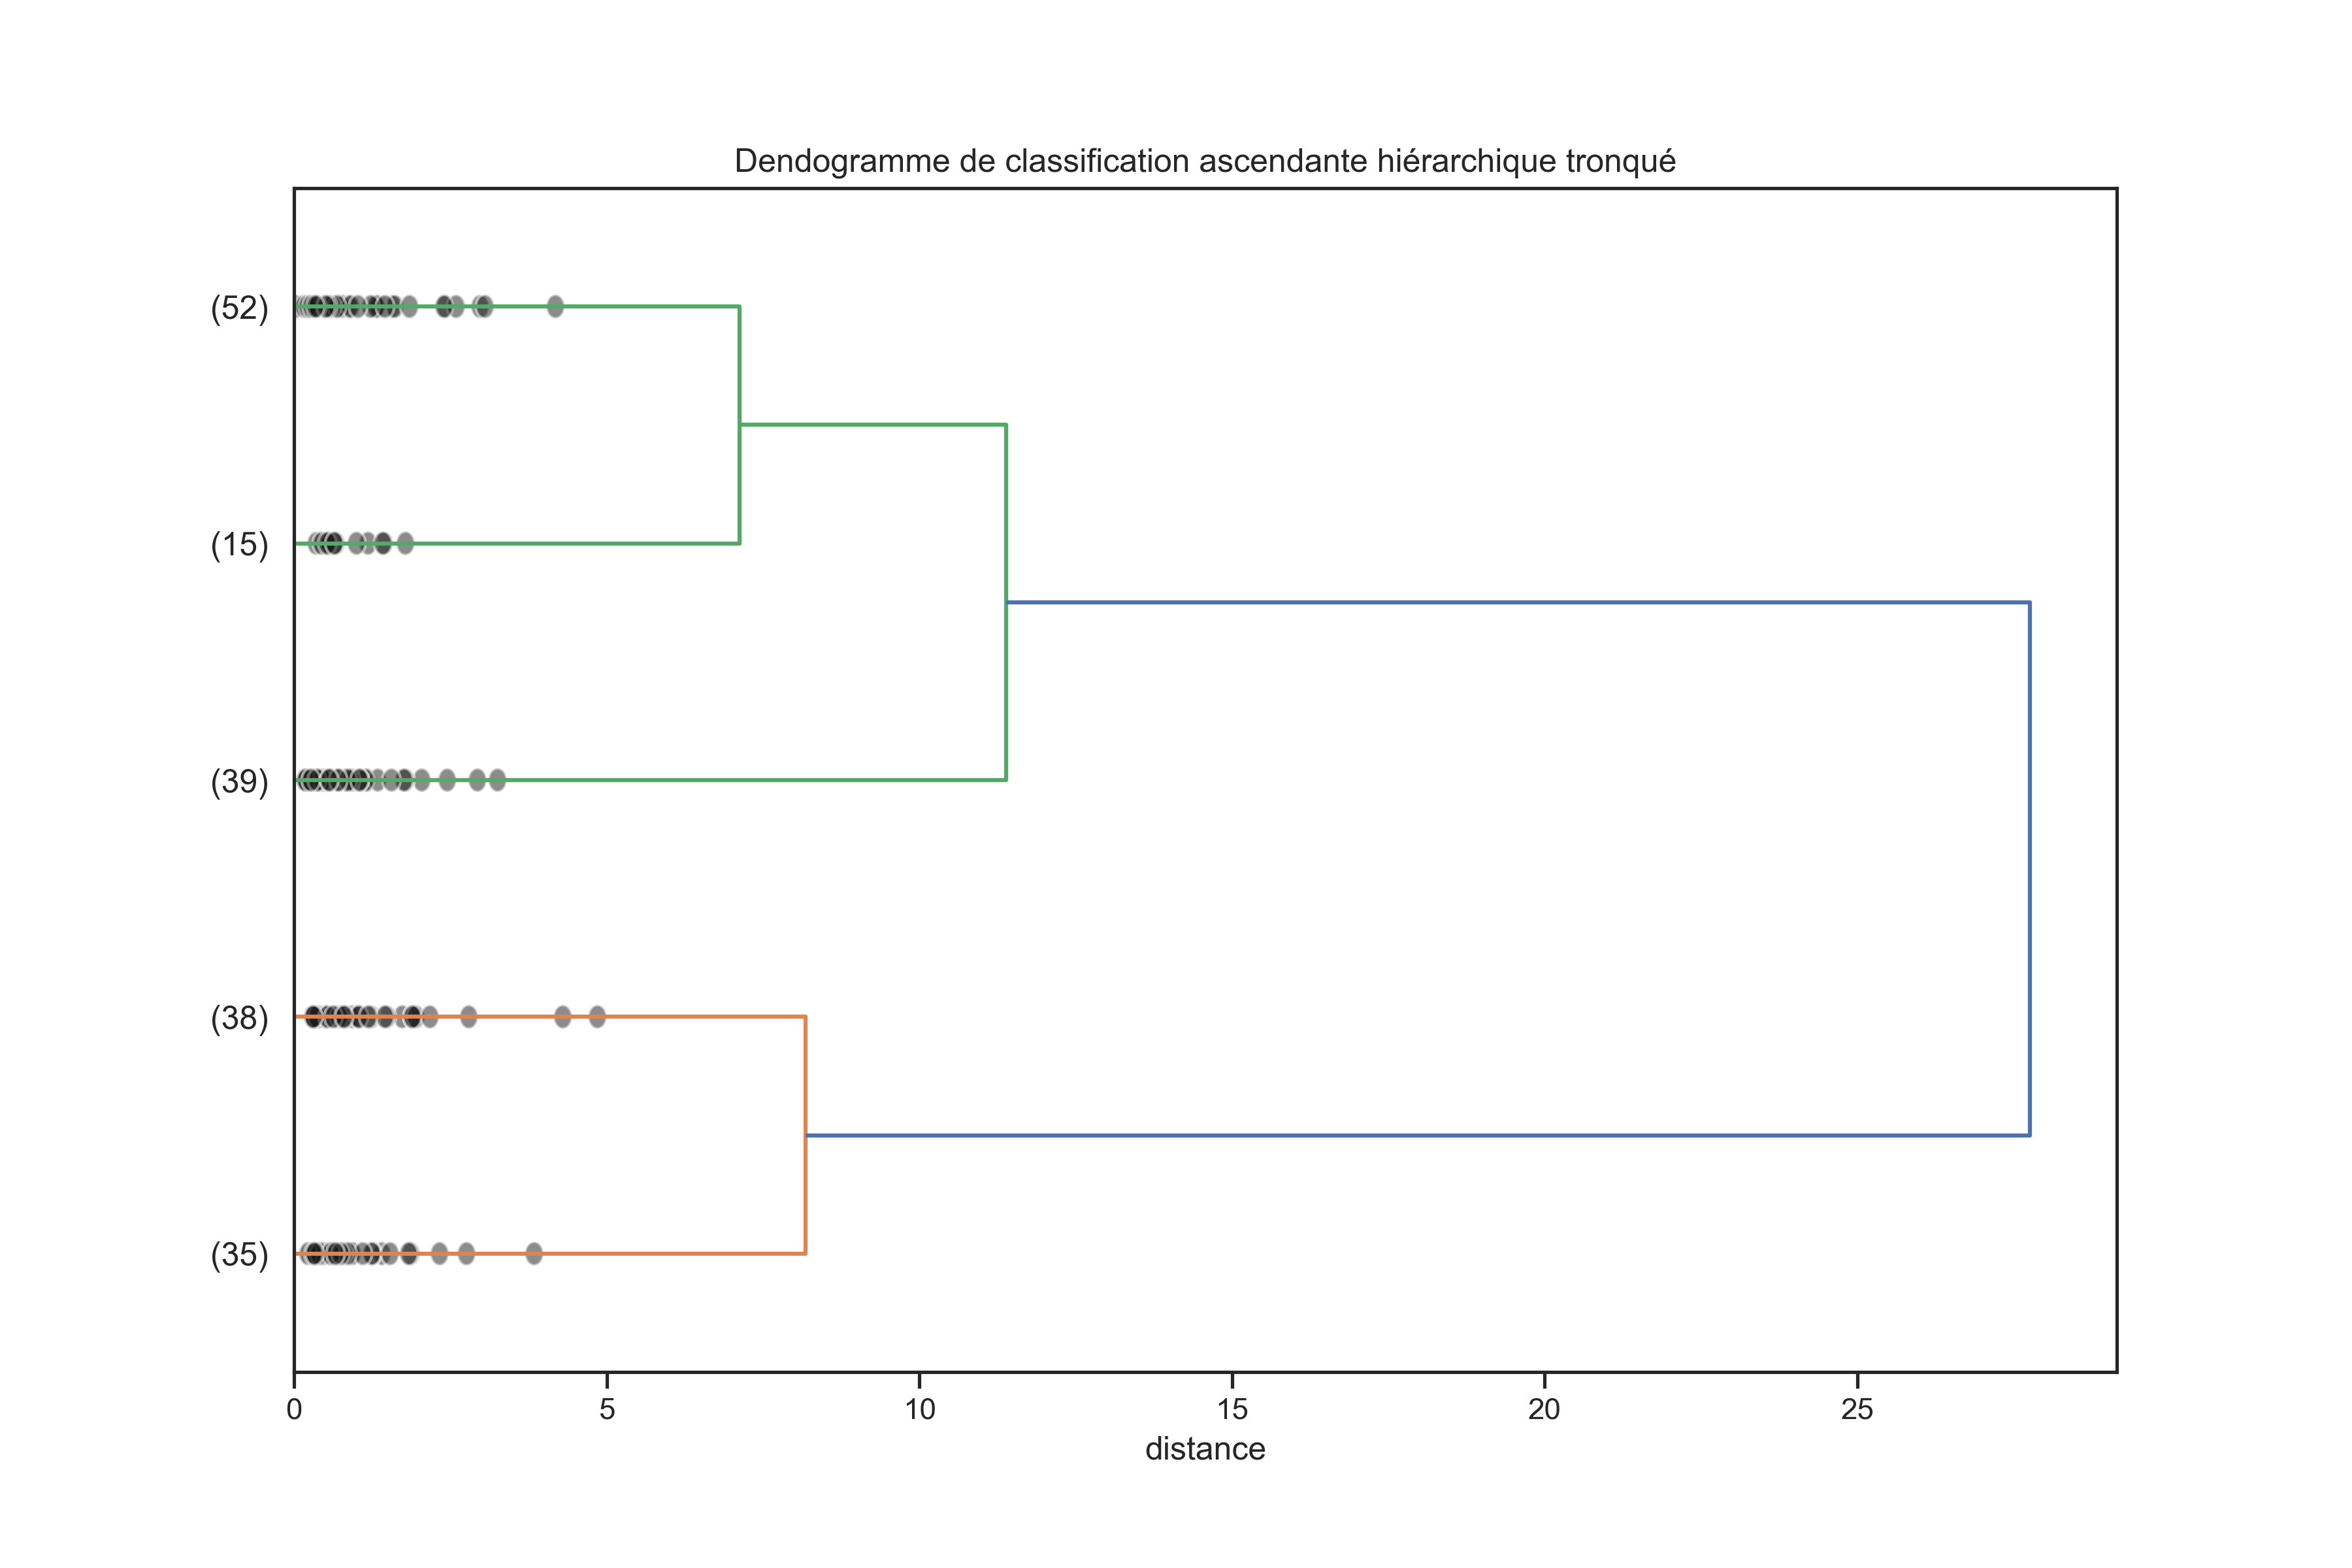 Dendogramme de classification ascendante hiérarchique tronqué
(52)
(15)
(39)
(38)
(35)
0 5 10 15 20 25
distance